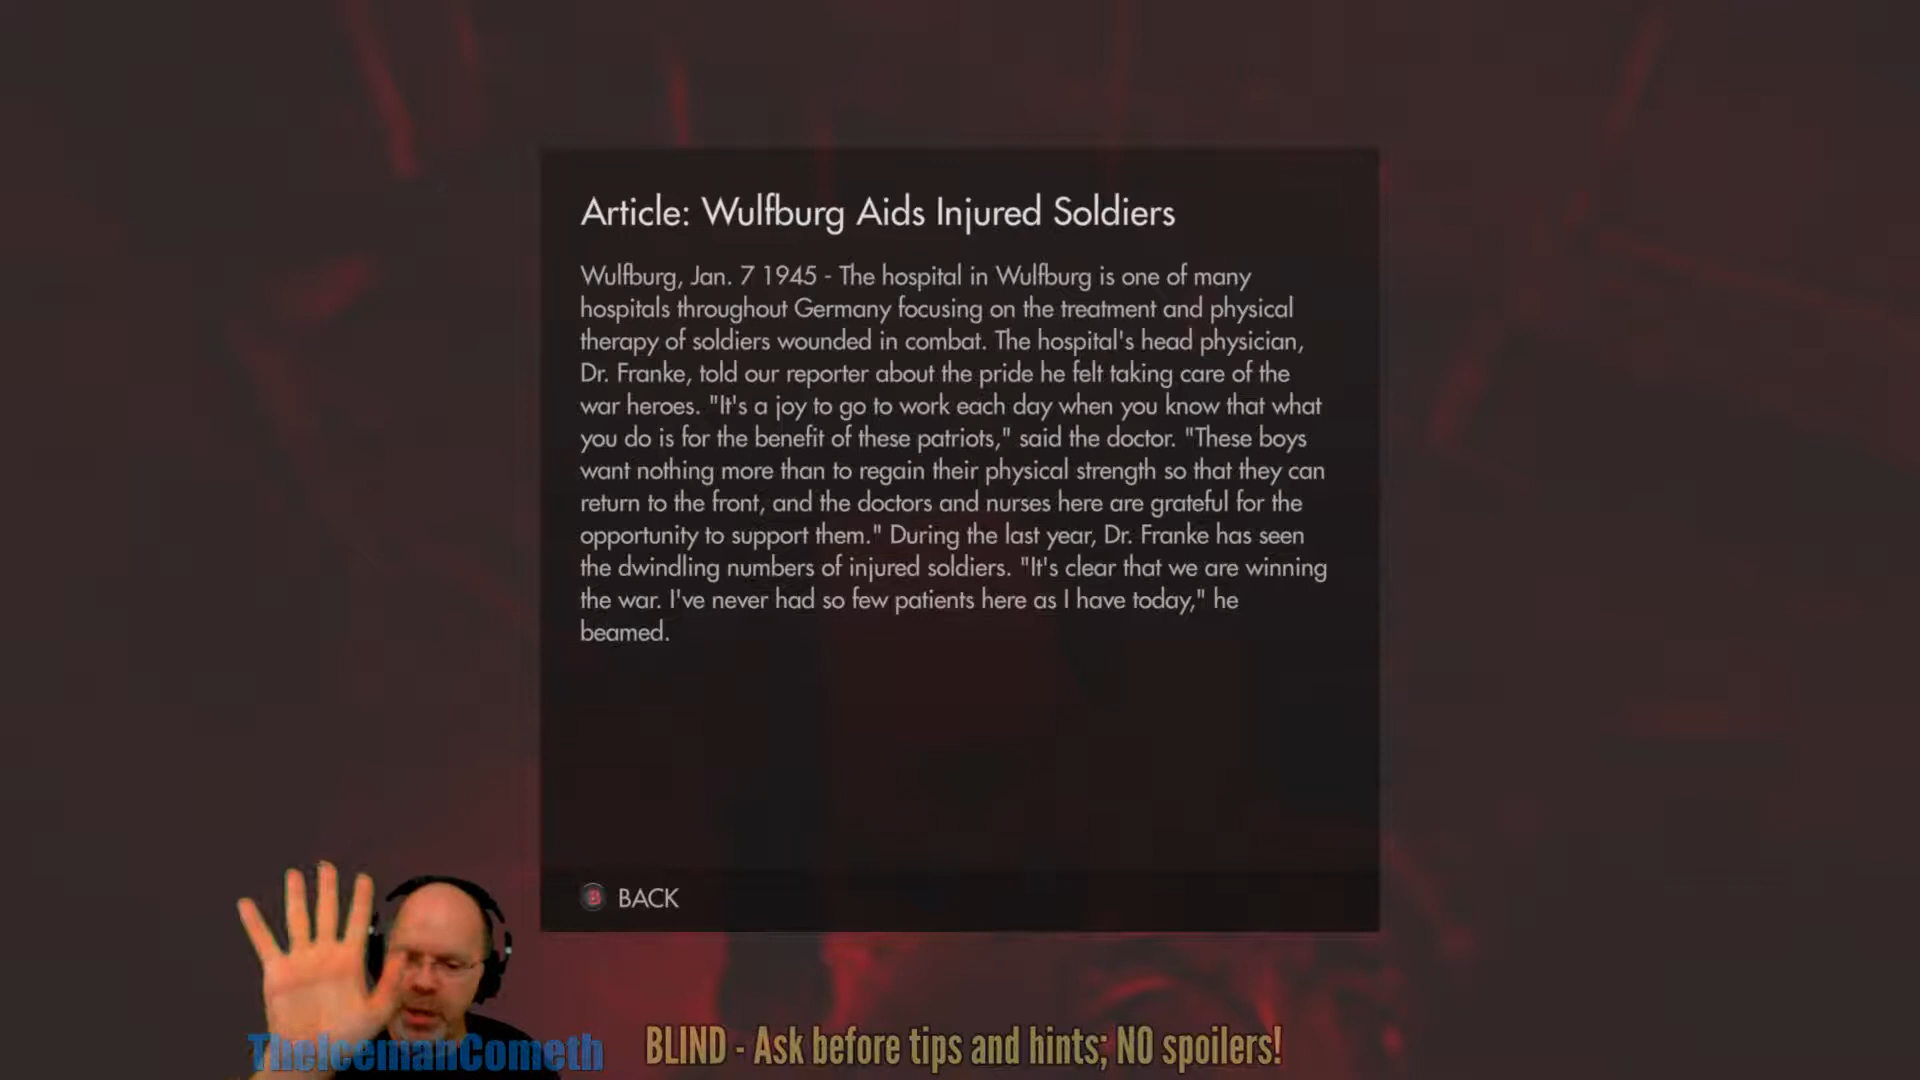 Article: Wulfburg Aids Injured Soldiers
Wulfburg, Jan. 7 1945 - The hospital in Wulfburg is one of many
hospitals throughout Germany focusing on the treatment and physical
therapy of soldiers wounded in combat. The hospital's head physician,
Dr. Franke, told our reporter about the pride he felt taking care of the
war heroes. "It's a joy to go to work each day when you know that what
you do is for the benefit of these patriots," said the doctor. "These boys
want nothing more than to regain their physical strength so that they can
return to the front, and the doctors and nurses here are grateful for the
opportunity to support them." During the last year, Dr. Franke has seen
the dwindling numbers of injured soldiers. "It's clear that we are winning
the war. I've never had so few patients here as I have today," he
beamed.
B BACK
TheIcemanCometh
BLIND - Ask before tips and hints; NO spoilers!